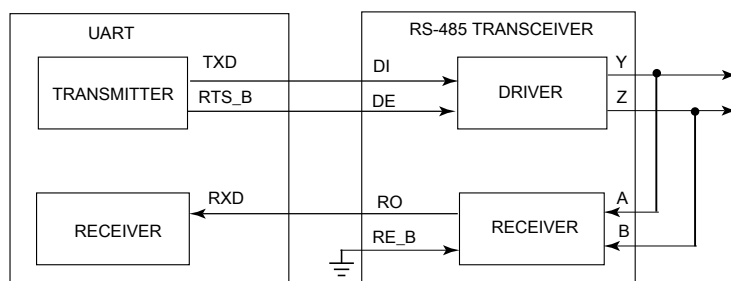 UART
RS-485 TRANSCEIVER
TRANSMITTER
TXD
DI
DRIVER
Y
RTS_B
DE
Z
RECEIVER
RXD
RO
RECEIVER
A
RE_B
B